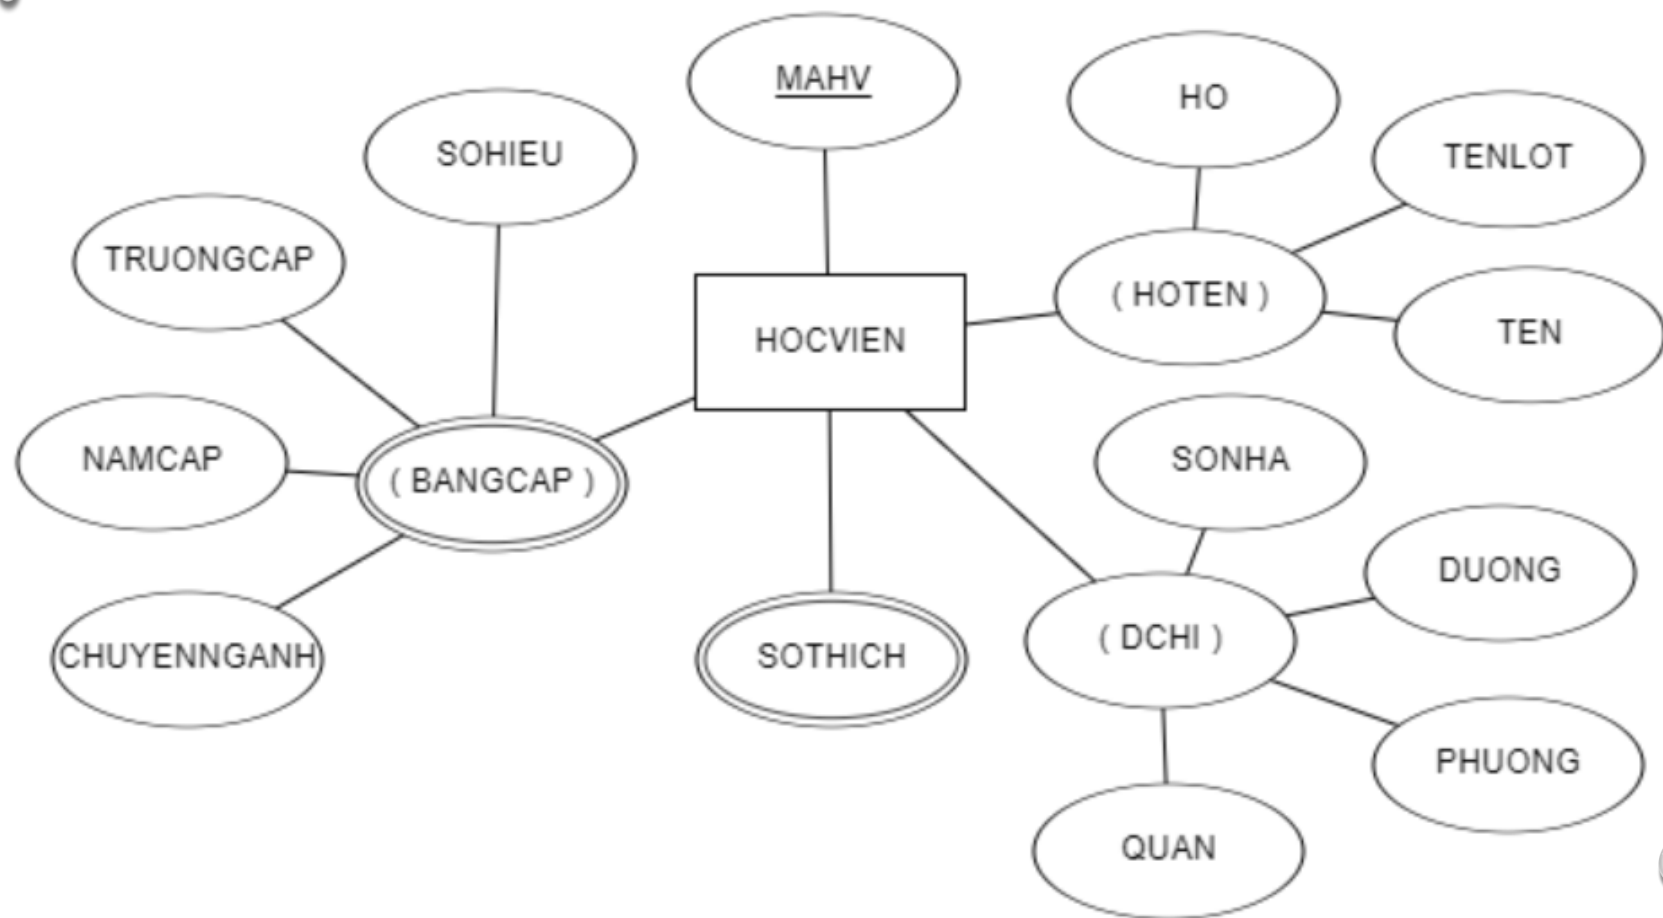 MAHV
HO
TENLOT
SOHIEU
TRUONGCAP
( HOTEN )
TEN
HOCVIEN
NAMCAP
( BANGCAP )
SONHA
DUONG
CHUYENNGANH
SOTHICH
( DCHI )
PHUONG
QUAN